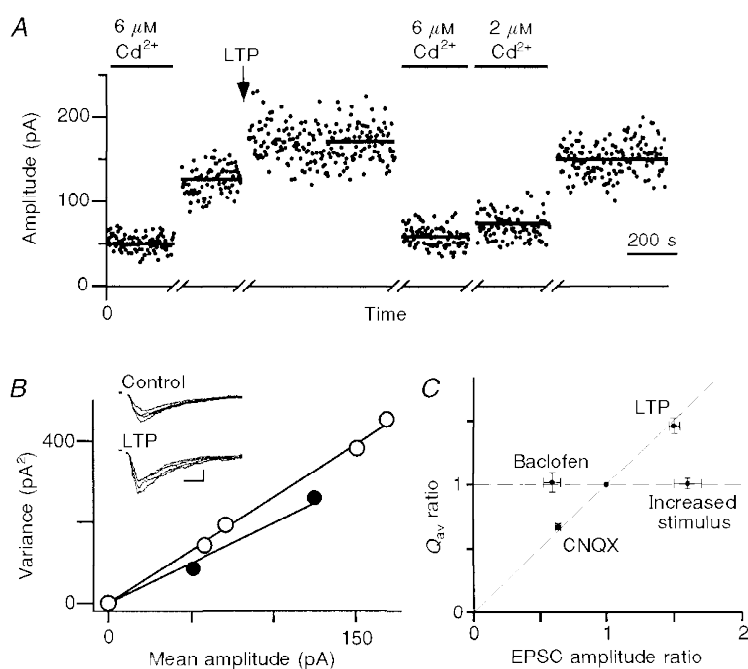 A
6 μM
Cd2+
LTP
6 μM
Cd2+
2 μM
Cd2+
200
100
0
Amplitude (pA)
200 s
0
Time
B
Control
LTP
400
0
Variance (pA2)
0
150
Mean amplitude (pA)
C
LTP
Baclofen
1
Increased
stimulus
CNQX
0
Qav ratio
0
1
2
EPSC amplitude ratio